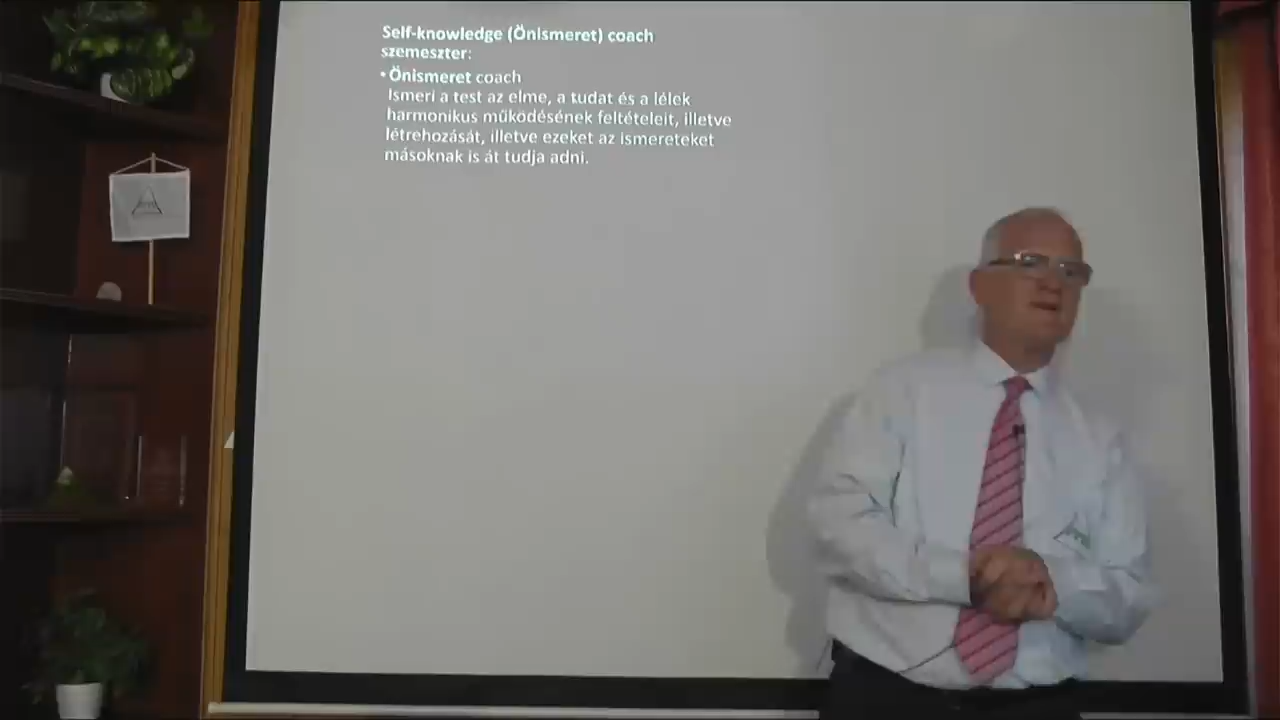 Self-knowledge (Önismeret) coach
szemeszter:
• Önismeret coach
Ismeri a test az elme, a tudat és a lélek
harmonikus működésének feltételeit, illetve
létrehozását, illetve ezeket az ismereteket
másoknak is át tudja adni.